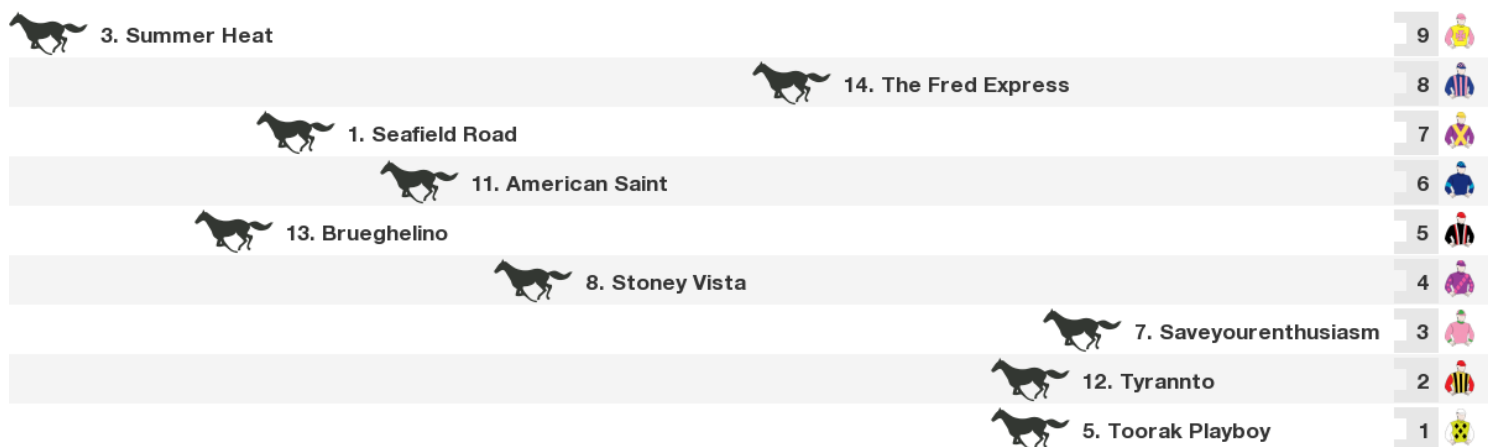 3. Summer Heat 9
14. The Fred Express 8
1. Seafield Road 7
11. American Saint 6
13. Brueghelino 5
8. Stoney Vista 4
7. Saveyourenthusiasm 3
12. Tyrannto 2
5. Toorak Playboy 1